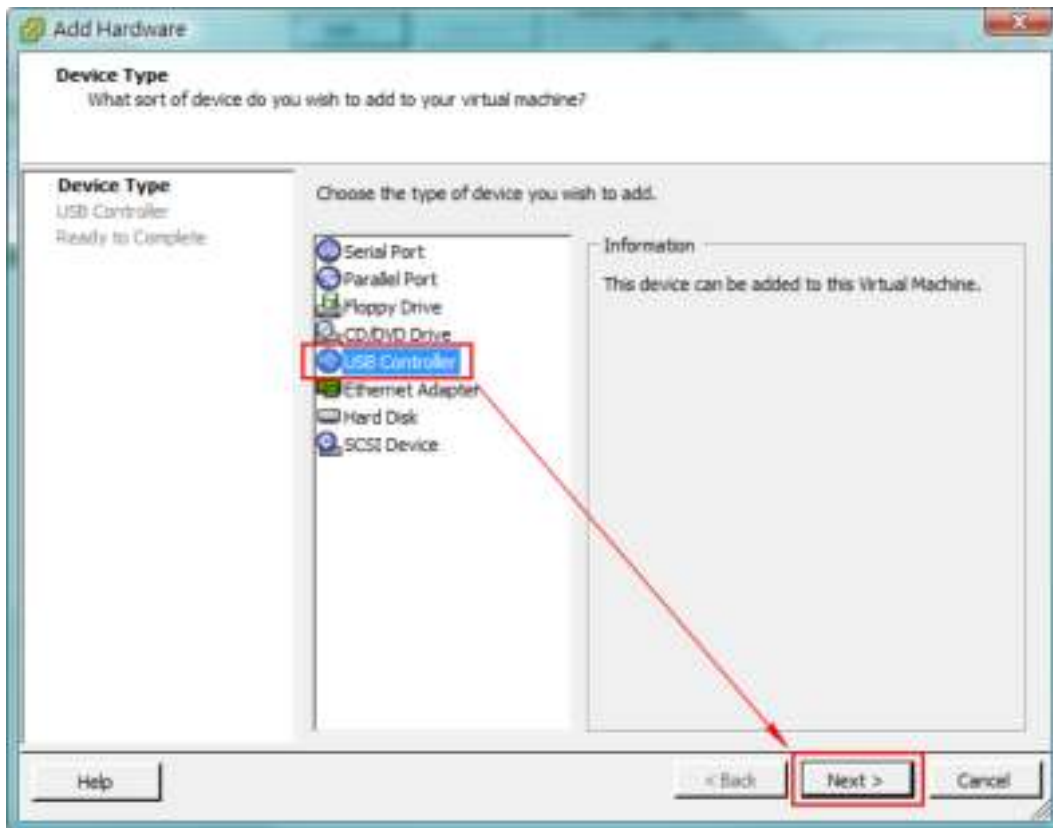 Add Hardware
Device Type
What sort of device do you wish to add to your virtual machine?
Device Type
USB Controller
Ready to Complete
Choose the type of device you wish to add.
Serial Port
Parallel Port
Floppy Drive
CD/DVD Drive
USB Controller
Ethernet Adapter
Hard Disk
SCSI Device
Information
This device can be added to this Virtual Machine.
Help
< Back
Next >
Cancel